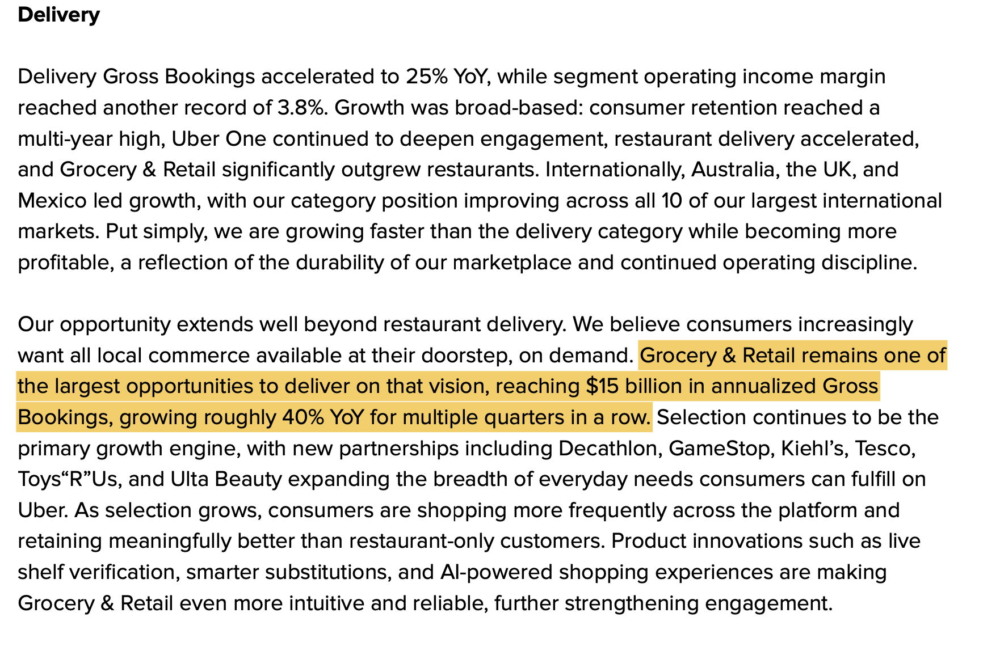 Delivery
Delivery Gross Bookings accelerated to 25% YoY, while segment operating income margin
reached another record of 3.8%. Growth was broad-based: consumer retention reached a
multi-year high, Uber One continued to deepen engagement, restaurant delivery accelerated,
and Grocery & Retail significantly outgrew restaurants. Internationally, Australia, the UK, and
Mexico led growth, with our category position improving across all 10 of our largest international
markets. Put simply, we are growing faster than the delivery category while becoming more
profitable, a reflection of the durability of our marketplace and continued operating discipline.
Our opportunity extends well beyond restaurant delivery. We believe consumers increasingly
want all local commerce available at their doorstep, on demand. Grocery & Retail remains one of
the largest opportunities to deliver on that vision, reaching $15 billion in annualized Gross
Bookings, growing roughly 40% YoY for multiple quarters in a row. Selection continues to be the
primary growth engine, with new partnerships including Decathlon, GameStop, Kiehl’s, Tesco,
Toys“R”Us, and Ulta Beauty expanding the breadth of everyday needs consumers can fulfill on
Uber. As selection grows, consumers are shopping more frequently across the platform and
retaining meaningfully better than restaurant-only customers. Product innovations such as live
shelf verification, smarter substitutions, and AI-powered shopping experiences are making
Grocery & Retail even more intuitive and reliable, further strengthening engagement.